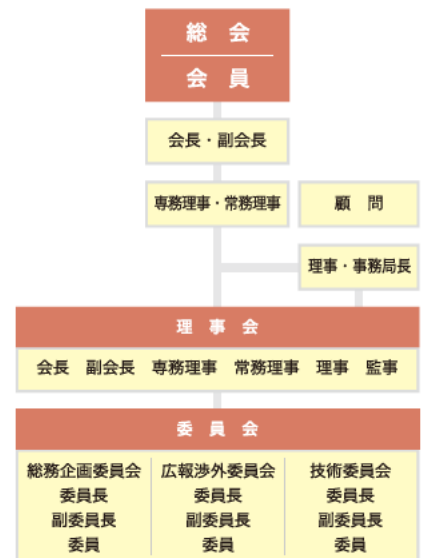 総 会
会 員
会長・副会長
専務理事・常務理事
顧 問
理事・事務局長
理 事 会
会長 副会長 専務理事 常務理事 理事 監事
委 員 会
総務企画委員会
委員長
副委員長
委員
広報渉外委員会
委員長
副委員長
委員
技術委員会
委員長
副委員長
委員